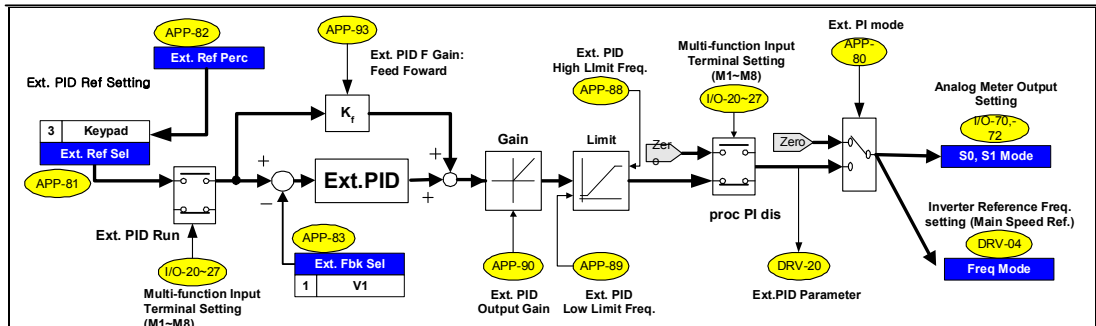 APP-82
Ext. Ref Perc
Ext. PID Ref Setting
3 Keypad
Ext. Ref Sel
APP-81
Ext. PID Run
I/O-20~27
Multi-function Input
Terminal Setting
(M1~M8)
APP-93
Ext. PID F Gain:
Feed Foward
Kf
+
−
Ext.PID
+
+
APP-83
Ext. Fbk Sel
1 V1
Gain
APP-90
Ext. PID
Output Gain
Ext. PID
High LImit Freq.
APP-88
Limit
APP-89
Ext. PID
Low Limit Freq.
Multi-function Input
Terminal Setting
(M1~M8)
I/O-20~27
Zer
o
proc PI dis
DRV-20
Ext.PID Parameter
Ext. PI mode
APP-
80
Zero
Analog Meter Output
Setting
I/O-70,-
72
S0, S1 Mode
Inverter Reference Freq.
setting (Main Speed Ref.)
DRV-04
Freq Mode